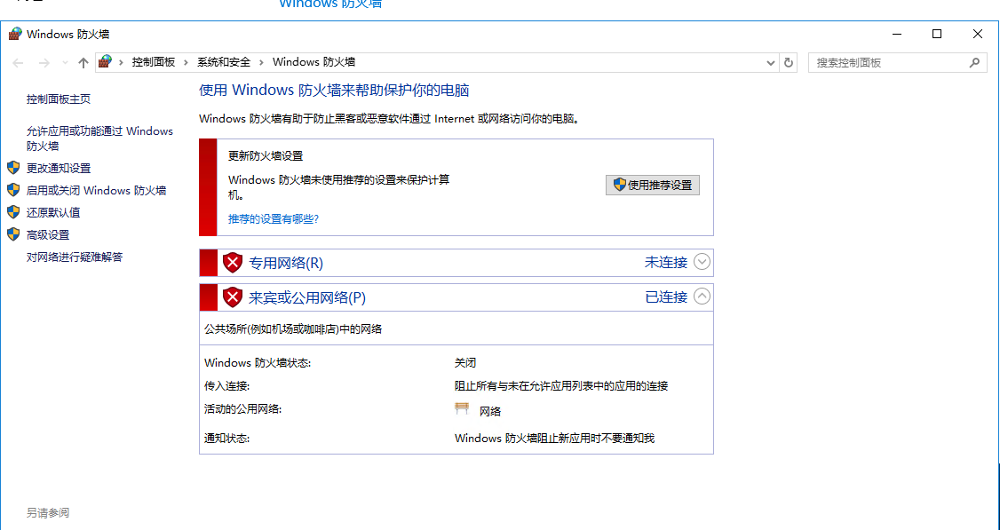 Windows 防火墙
Windows 防火墙
控制面板 › 系统和安全 › Windows 防火墙
搜索控制面板
控制面板主页
允许应用或功能通过 Windows
防火墙
更改通知设置
启用或关闭 Windows 防火墙
还原默认值
高级设置
对网络进行疑难解答
另请参阅
使用 Windows 防火墙来帮助保护你的电脑
Windows 防火墙有助于防止黑客或恶意软件通过 Internet 或网络访问你的电脑。
更新防火墙设置
Windows 防火墙未使用推荐的设置来保护计算
机。
使用推荐设置
推荐的设置有哪些?
专用网络(R) 未连接
来宾或公用网络(P) 已连接
公共场所(例如机场或咖啡店)中的网络
Windows 防火墙状态: 关闭
传入连接: 阻止所有与未在允许应用列表中的应用的连接
活动的公用网络: 网络
通知状态: Windows 防火墙阻止新应用时不要通知我